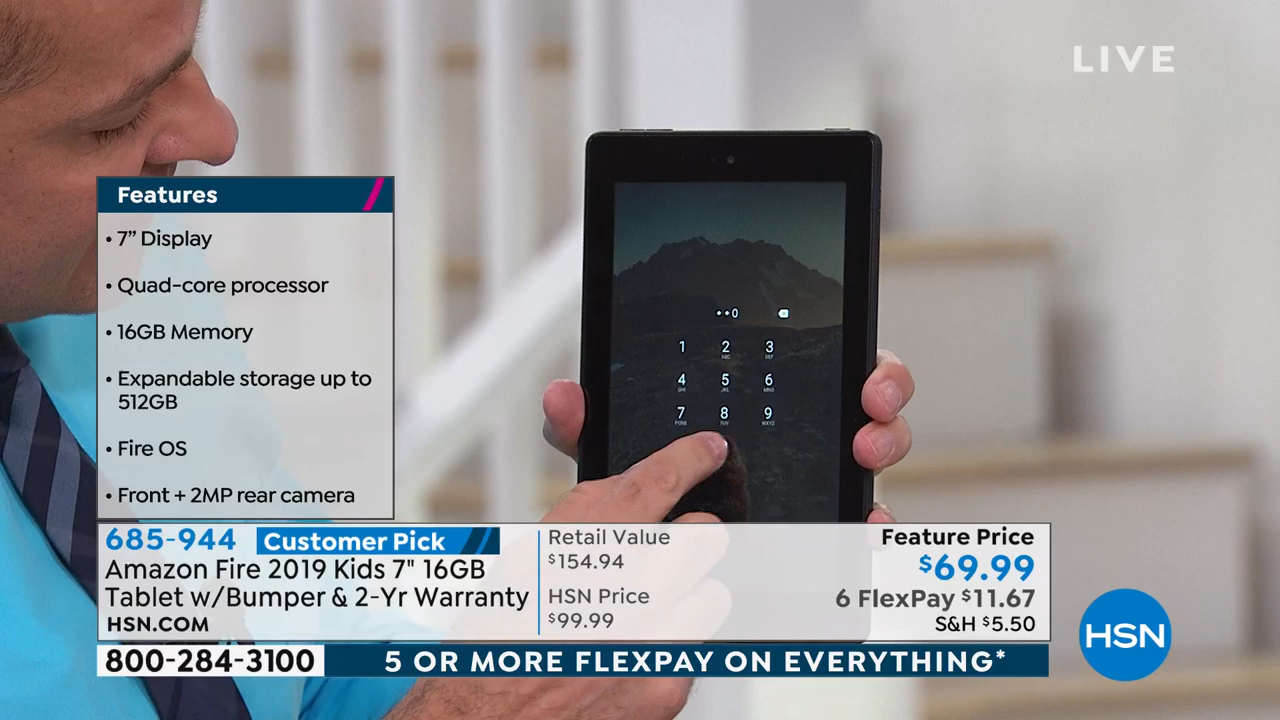 LIVE
Features
• 7” Display
• Quad-core processor
• 16GB Memory
• Expandable storage up to
512GB
• Fire OS
• Front + 2MP rear camera
0
1 2 3
4 5 6
7 8 9
685-944 Customer Pick
Amazon Fire 2019 Kids 7" 16GB
Tablet w/Bumper & 2-Yr Warranty
HSN.COM
Retail Value
$154.94
HSN Price
$99.99
Feature Price
$69.99
6 FlexPay $11.67
S&H $5.50
HSN
800-284-3100 5 OR MORE FLEXPAY ON EVERYTHING*